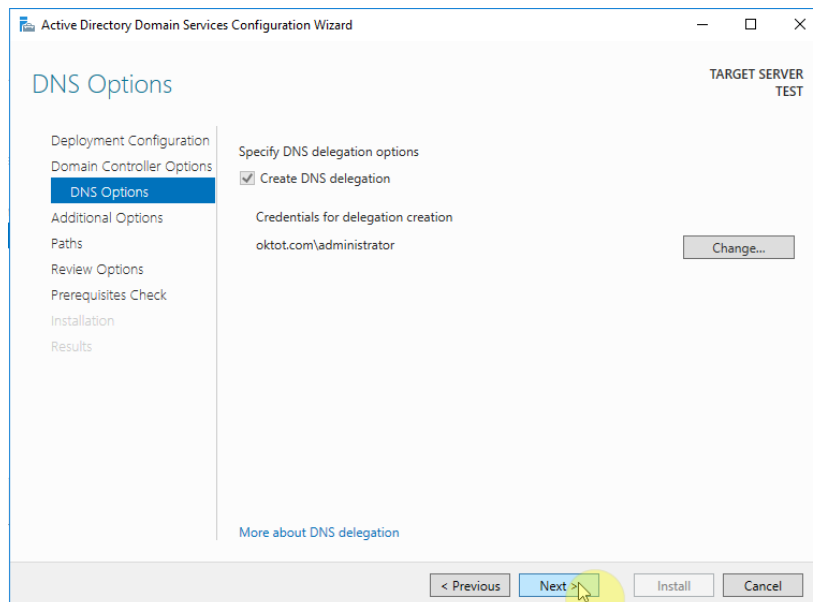 Active Directory Domain Services Configuration Wizard
DNS Options
TARGET SERVER
TEST
Deployment Configuration
Domain Controller Options
DNS Options
Additional Options
Paths
Review Options
Prerequisites Check
Installation
Results
Specify DNS delegation options
Create DNS delegation
Credentials for delegation creation
oktot.com\administrator
Change...
More about DNS delegation
< Previous
Next >
Install
Cancel